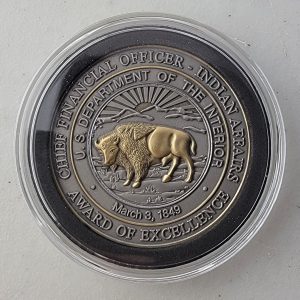 CHIEF FINANCIAL OFFICER - INDIAN AFFAIRS
AWARD OF EXCELLENCE
U.S. DEPARTMENT OF THE INTERIOR
March 3, 1849